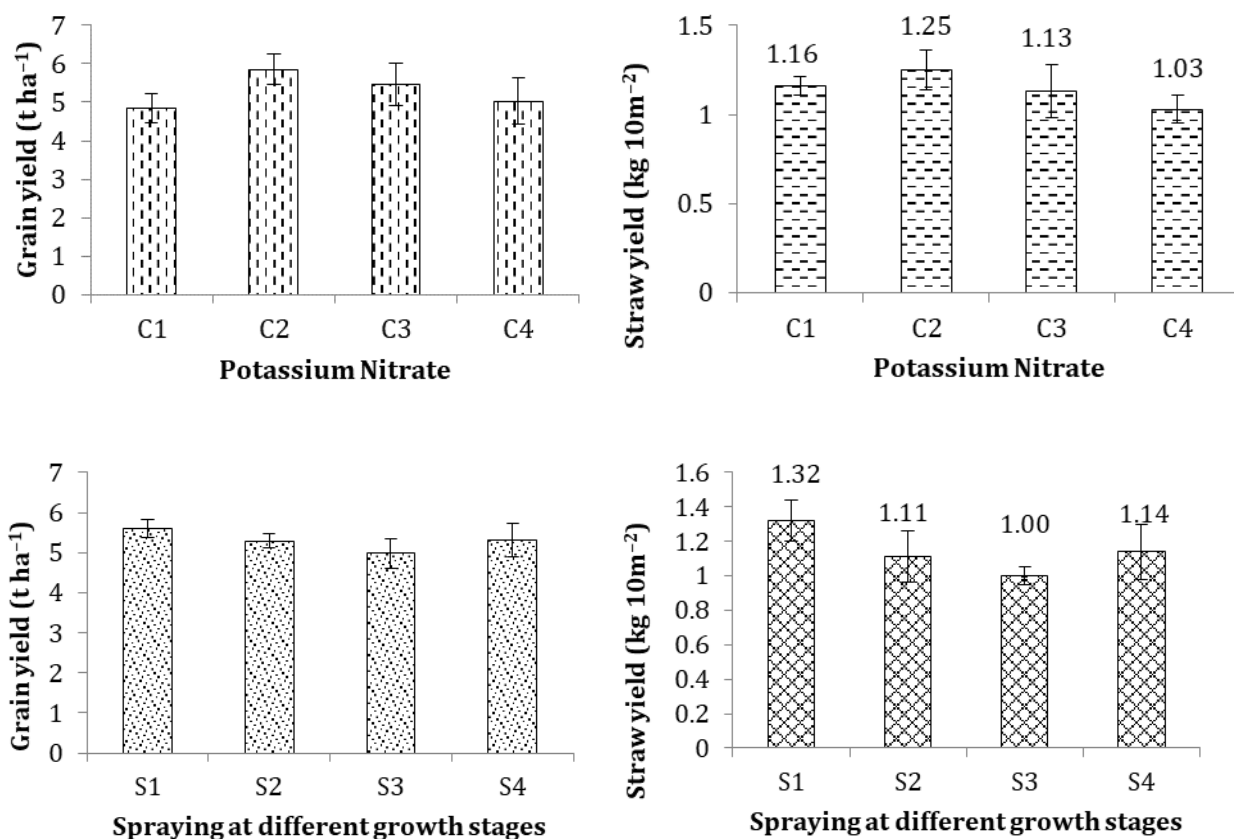 Grain yield (t ha⁻¹)
7
6
5
4
3
2
1
0
C1 C2 C3 C4
Potassium Nitrate
Straw yield (kg 10m⁻²)
1.5
1
0.5
0
1.16 1.25 1.13 1.03
C1 C2 C3 C4
Potassium Nitrate
Grain yield (t ha⁻¹)
7
6
5
4
3
2
1
0
S1 S2 S3 S4
Spraying at different growth stages
Straw yield (kg 10m⁻²)
1.6
1.4
1.2
1
0.8
0.6
0.4
0.2
0
1.32 1.11 1.00 1.14
S1 S2 S3 S4
Spraying at different growth stages